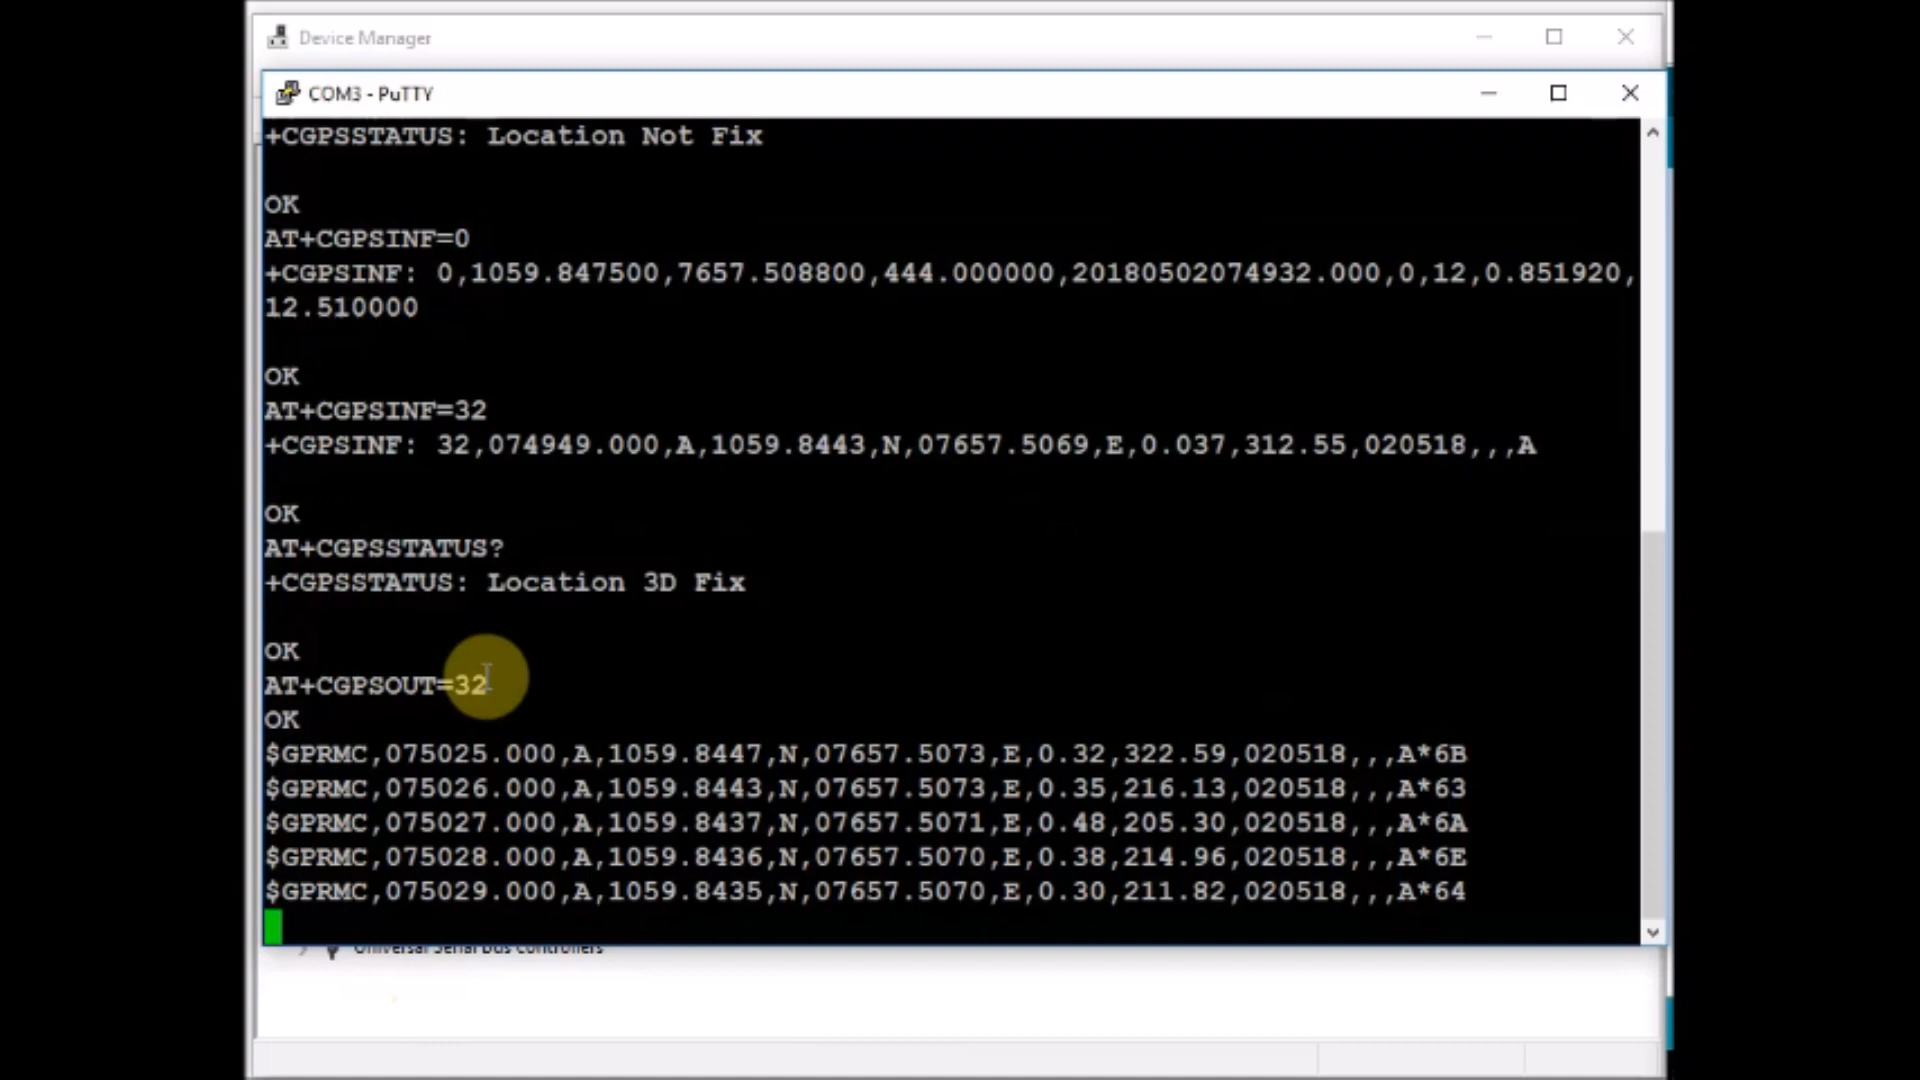 Device Manager
COM3 - PuTTY
+CGPSSTATUS: Location Not Fix
OK
AT+CGPSINF=0
+CGPSINF: 0,1059.847500,7657.508800,444.000000,20180502074932.000,0,12,0.851920,
12.510000
OK
AT+CGPSINF=32
+CGPSINF: 32,074949.000,A,1059.8443,N,07657.5069,E,0.037,312.55,020518,,,A
OK
AT+CGPSSTATUS?
+CGPSSTATUS: Location 3D Fix
OK
AT+CGPSOUT=32
OK
$GPRMC,075025.000,A,1059.8447,N,07657.5073,E,0.32,322.59,020518,,,A*6B
$GPRMC,075026.000,A,1059.8443,N,07657.5073,E,0.35,216.13,020518,,,A*63
$GPRMC,075027.000,A,1059.8437,N,07657.5071,E,0.48,205.30,020518,,,A*6A
$GPRMC,075028.000,A,1059.8436,N,07657.5070,E,0.38,214.96,020518,,,A*6E
$GPRMC,075029.000,A,1059.8435,N,07657.5070,E,0.30,211.82,020518,,,A*64
Universal Serial Bus controllers